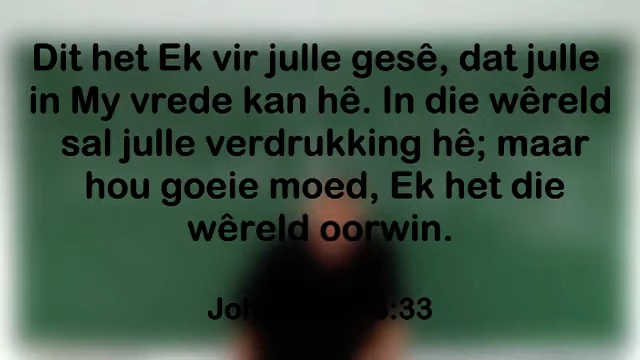 Dit het Ek vir julle gesê, dat julle
in My vrede kan hê. In die wêreld
sal julle verdrukking hê; maar
hou goeie moed, Ek het die
wêreld oorwin.
:33